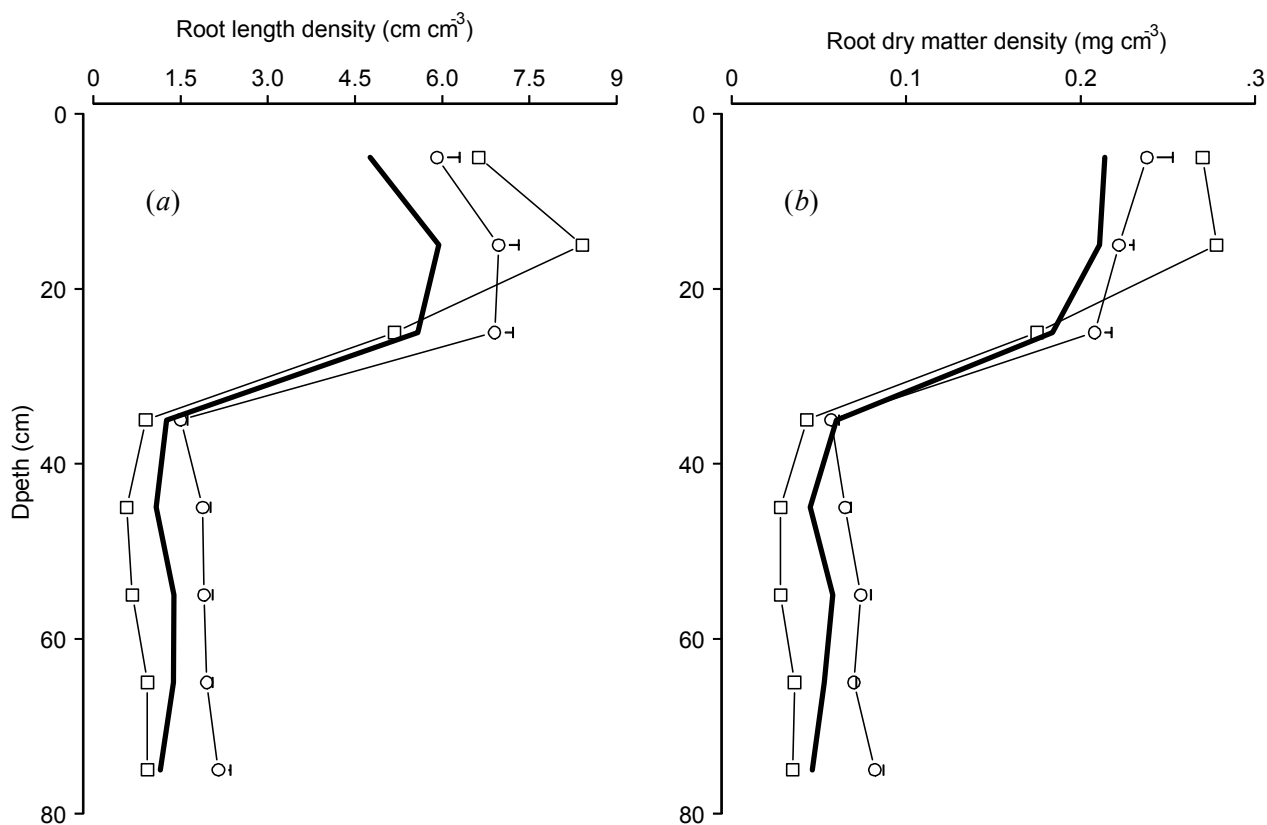 Root length density (cm cm-3)
0 1.5 3.0 4.5 6.0 7.5 9
Root dry matter density (mg cm-3)
0 0.1 0.2 .3
0
20
40
60
80
Dpeth (cm)
(a)
0
20
40
60
80
(b)